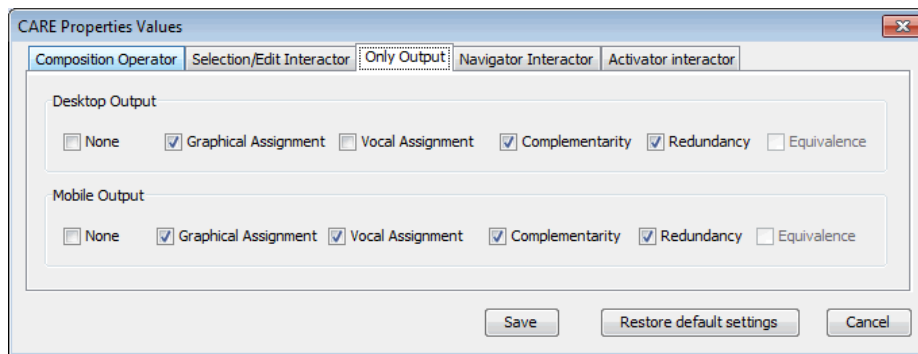 CARE Properties Values
Composition Operator Selection/Edit Interactor Only Output Navigator Interactor Activator interactor
Desktop Output
None Graphical Assignment Vocal Assignment Complementarity Redundancy Equivalence
Mobile Output
None Graphical Assignment Vocal Assignment Complementarity Redundancy Equivalence
Save Restore default settings Cancel